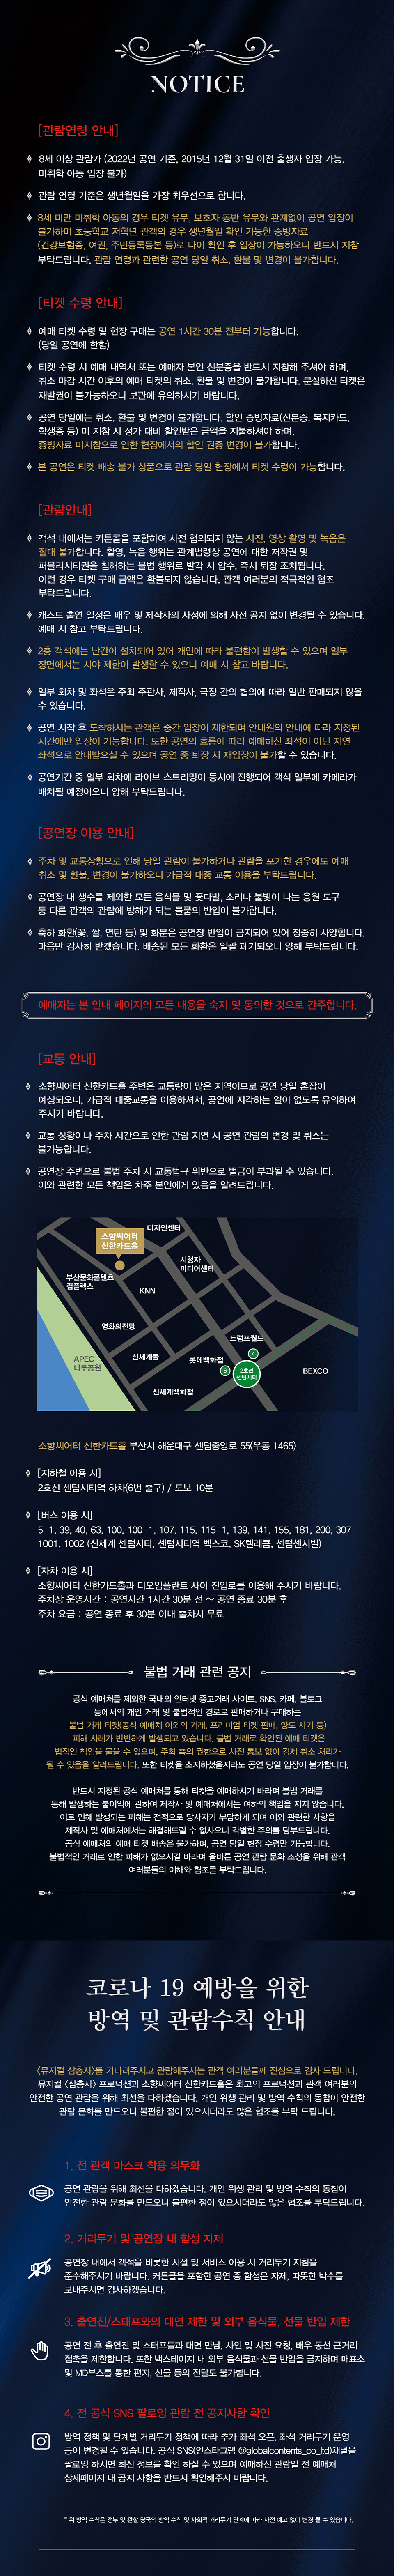 NOTICE
[관람연령 안내]
8세 이상 관람가 (2022년 공연 기준, 2015년 12월 31일 이전 출생자 입장 가능,
미취학 아동 입장 불가)
관람 연령 기준은 생년월일을 가장 최우선으로 합니다.
8세 미만 미취학 아동의 경우 티켓 유무, 보호자 동반 유무와 관계없이 공연 입장이
불가하며 초등학교 저학년 관객의 경우 생년월일 확인 가능한 증빙자료
(건강보험증, 여권, 주민등록등본 등)로 나이 확인 후 입장이 가능하오니 반드시 지참
부탁드립니다. 관람 연령과 관련한 공연 당일 취소, 환불 및 변경이 불가합니다.
[티켓 수령 안내]
예매 티켓 수령 및 현장 구매는 공연 1시간 30분 전부터 가능합니다.
(당일 공연에 한함)
티켓 수령 시 예매 내역서 또는 예매자 본인 신분증을 반드시 지참해 주셔야 하며,
취소 마감 시간 이후의 예매 티켓의 취소, 환불 및 변경이 불가합니다. 분실하신 티켓은
재발권이 불가능하오니 보관에 유의하시기 바랍니다.
공연 당일에는 취소, 환불 및 변경이 불가합니다. 할인 증빙자료(신분증, 복지카드,
학생증 등) 미 지참 시 정가 대비 할인받은 금액을 지불하셔야 하며,
증빙자료 미지참으로 인한 현장에서의 할인 권종 변경이 불가합니다.
본 공연은 티켓 배송 불가 상품으로 관람 당일 현장에서 티켓 수령이 가능합니다.
[관람안내]
객석 내에서는 커튼콜을 포함하여 사전 협의되지 않는 사진, 영상 촬영 및 녹음은
절대 불가합니다. 촬영, 녹음 행위는 관계법령상 공연에 대한 저작권 및
퍼블리시티권을 침해하는 불법 행위로 발각 시 압수, 즉시 퇴장 조치됩니다.
이런 경우 티켓 구매 금액은 환불되지 않습니다. 관객 여러분의 적극적인 협조
부탁드립니다.
캐스트 출연 일정은 배우 및 제작사의 사정에 의해 사전 공지 없이 변경될 수 있습니다.
예매 시 참고 부탁드립니다.
2층 객석에는 난간이 설치되어 있어 개인에 따라 불편함이 발생할 수 있으며 일부
장면에서는 시야 제한이 발생할 수 있으니 예매 시 참고 바랍니다.
일부 회차 및 좌석은 주최 주관사, 제작사, 극장 간의 협의에 따라 일반 판매되지 않을
수 있습니다.
공연 시작 후 도착하시는 관객은 중간 입장이 제한되며 안내원의 안내에 따라 지정된
시간에만 입장이 가능합니다. 또한 공연의 흐름에 따라 예매하신 좌석이 아닌 지연
좌석으로 안내받으실 수 있으며 공연 중 퇴장 시 재입장이 불가할 수 있습니다.
공연기간 중 일부 회차에 라이브 스트리밍이 동시에 진행되어 객석 일부에 카메라가
배치될 예정이오니 양해 부탁드립니다.
[공연장 이용 안내]
주차 및 교통상황으로 인해 당일 관람이 불가하거나 관람을 포기한 경우에도 예매
취소 및 환불, 변경이 불가하오니 가급적 대중 교통 이용을 부탁드립니다.
공연장 내 생수를 제외한 모든 음식물 및 꽃다발, 소리나 불빛이 나는 응원 도구
등 다른 관객의 관람에 방해가 되는 물품의 반입이 불가합니다.
축하 화환(꽃, 쌀, 연탄 등) 및 화분은 공연장 반입이 금지되어 있어 정중히 사양합니다.
마음만 감사히 받겠습니다. 배송된 모든 화환은 일괄 폐기되오니 양해 부탁드립니다.
예매자는 본 안내 페이지의 모든 내용을 숙지 및 동의한 것으로 간주합니다.
[교통 안내]
소향씨어터 신한카드홀 주변은 교통량이 많은 지역이므로 공연 당일 혼잡이
예상되오니, 가급적 대중교통을 이용하셔서, 공연에 지각하는 일이 없도록 유의하여
주시기 바랍니다.
교통 상황이나 주차 시간으로 인한 관람 지연 시 공연 관람의 변경 및 취소는
불가능합니다.
공연장 주변으로 불법 주차 시 교통법규 위반으로 벌금이 부과될 수 있습니다.
이와 관련한 모든 책임은 차주 본인에게 있음을 알려드립니다.
디자인센터
소향씨어터
신한카드홀
시청자
미디어센터
부산문화콘텐츠
컴플렉스
KNN
영화의전당
트럼프월드
APEC
나루공원
신세계몰
롯데백화점
4
6
2호선
센텀시티
BEXCO
신세계백화점
소향씨어터 신한카드홀 부산시 해운대구 센텀중앙로 55(우동 1465)
[지하철 이용 시]
2호선 센텀시티역 하차(6번 출구) / 도보 10분
[버스 이용 시]
5-1, 39, 40, 63, 100, 100-1, 107, 115, 115-1, 139, 141, 155, 181, 200, 307
1001, 1002 (신세계 센텀시티, 센텀시티역 벡스코, SK텔레콤, 센텀센시빌)
[자차 이용 시]
소향씨어터 신한카드홀과 디오임플란트 사이 진입로를 이용해 주시기 바랍니다.
주차장 운영시간 : 공연시간 1시간 30분 전 ~ 공연 종료 30분 후
주차 요금 : 공연 종료 후 30분 이내 출차시 무료
불법 거래 관련 공지
공식 예매처를 제외한 국내외 인터넷 중고거래 사이트, SNS, 카페, 블로그
등에서의 개인 거래 및 불법적인 경로로 판매하거나 구매하는
불법 거래 티켓(공식 예매처 이외의 거래, 프리미엄 티켓 판매, 양도 사기 등)
피해 사례가 빈번하게 발생되고 있습니다. 불법 거래로 확인된 예매 티켓은
법적인 책임을 물을 수 있으며, 주최 측의 권한으로 사전 통보 없이 강제 취소 처리가
될 수 있음을 알려드립니다. 또한 티켓을 소지하셨을지라도 공연 당일 입장이 불가합니다.
반드시 지정된 공식 예매처를 통해 티켓을 예매하시기 바라며 불법 거래를
통해 발생하는 불이익에 관하여 제작사 및 예매처에서는 여하의 책임을 지지 않습니다.
이로 인해 발생되는 피해는 전적으로 당사자가 부담하게 되며 이와 관련한 사항을
제작사 및 예매처에서는 해결해드릴 수 없사오니 각별한 주의를 당부드립니다.
공식 예매처의 예매 티켓 배송은 불가하며, 공연 당일 현장 수령만 가능합니다.
불법적인 거래로 인한 피해가 없으시길 바라며 올바른 공연 관람 문화 조성을 위해 관객
여러분들의 이해와 협조를 부탁드립니다.
코로나 19 예방을 위한
방역 및 관람수칙 안내
<뮤지컬 삼총사>를 기다려주시고 관람해주시는 관객 여러분들께 진심으로 감사 드립니다.
뮤지컬 <삼총사> 프로덕션과 소향씨어터 신한카드홀은 최고의 프로덕션과 관객 여러분의
안전한 공연 관람을 위해 최선을 다하겠습니다. 개인 위생 관리 및 방역 수칙의 동참이 안전한
관람 문화를 만드오니 불편한 점이 있으시더라도 많은 협조를 부탁 드립니다.
1. 전 관객 마스크 착용 의무화
공연 관람을 위해 최선을 다하겠습니다. 개인 위생 관리 및 방역 수칙의 동참이
안전한 관람 문화를 만드오니 불편한 점이 있으시더라도 많은 협조를 부탁드립니다.
2. 거리두기 및 공연장 내 함성 자제
공연장 내에서 객석을 비롯한 시설 및 서비스 이용 시 거리두기 지침을
준수해주시기 바랍니다. 커튼콜을 포함한 공연 중 함성은 자제, 따뜻한 박수를
보내주시면 감사하겠습니다.
3. 출연진/스태프와의 대면 제한 및 외부 음식물, 선물 반입 제한
공연 전 후 출연진 및 스태프들과 대면 만남, 사인 및 사진 요청, 배우 동선 근거리
접촉을 제한합니다. 또한 백스테이지 내 외부 음식물과 선물 반입을 금지하며 매표소
및 MD부스를 통한 편지, 선물 등의 전달도 불가합니다.
4. 전 공식 SNS 팔로잉 관람 전 공지사항 확인
방역 정책 및 단계별 거리두기 정책에 따라 추가 좌석 오픈, 좌석 거리두기 운영
등이 변경될 수 있습니다. 공식 SNS(인스타그램 @globalcontents_co_ltd)채널을
팔로잉 하시면 최신 정보를 확인 하실 수 있으며 예매하신 관람일 전 예매처
상세페이지 내 공지 사항을 반드시 확인해주시 바랍니다.
* 위 방역 수칙은 정부 및 관할 당국의 방역 수칙 및 사회적 거리두기 단계에 따라 사전 예고 없이 변경 될 수 있습니다.